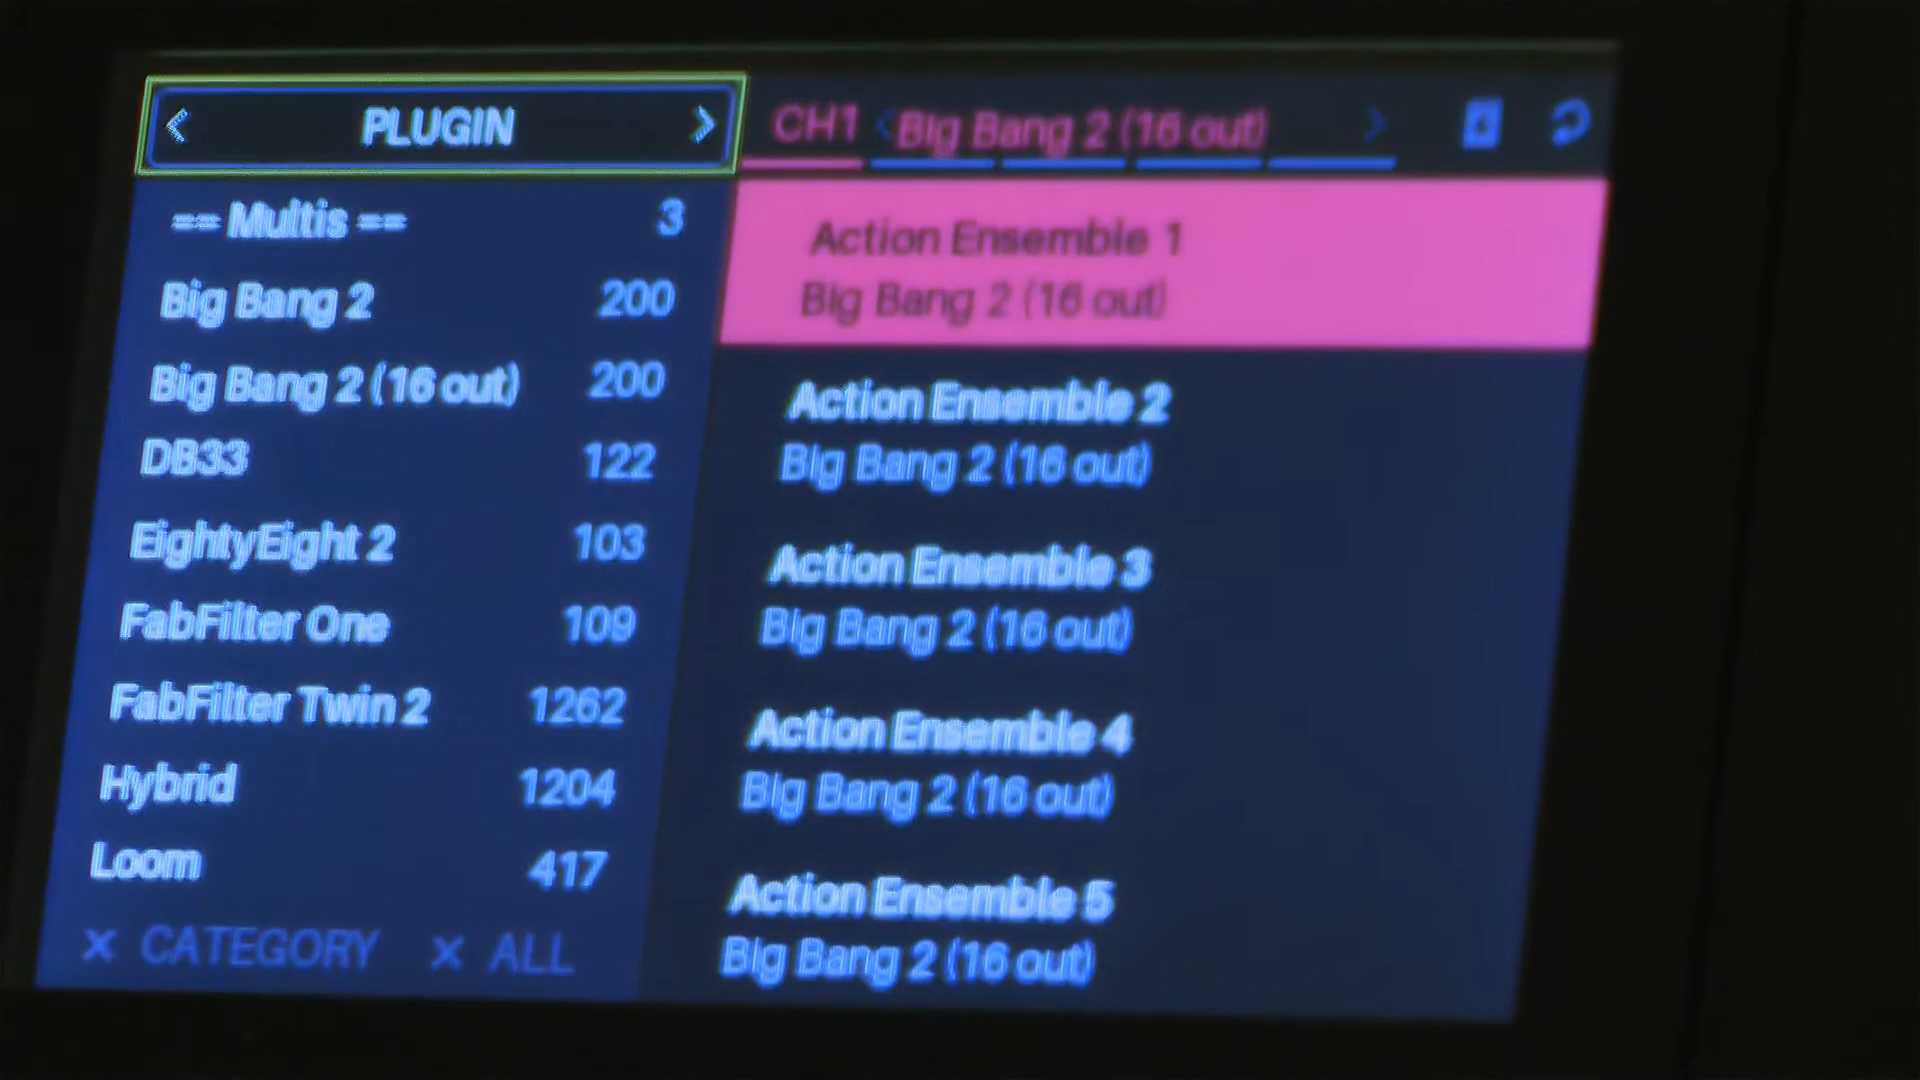 PLUGIN
CH1 Big Bang 2 (16 out)
== Multis == 3
Big Bang 2 200
Big Bang 2 (16 out) 200
DB33 122
EightyEight 2 103
FabFilter One 109
FabFilter Twin 2 1262
Hybrid 1204
Loom 417
× CATEGORY × ALL
Action Ensemble 1
Big Bang 2 (16 out)
Action Ensemble 2
Big Bang 2 (16 out)
Action Ensemble 3
Big Bang 2 (16 out)
Action Ensemble 4
Big Bang 2 (16 out)
Action Ensemble 5
Big Bang 2 (16 out)